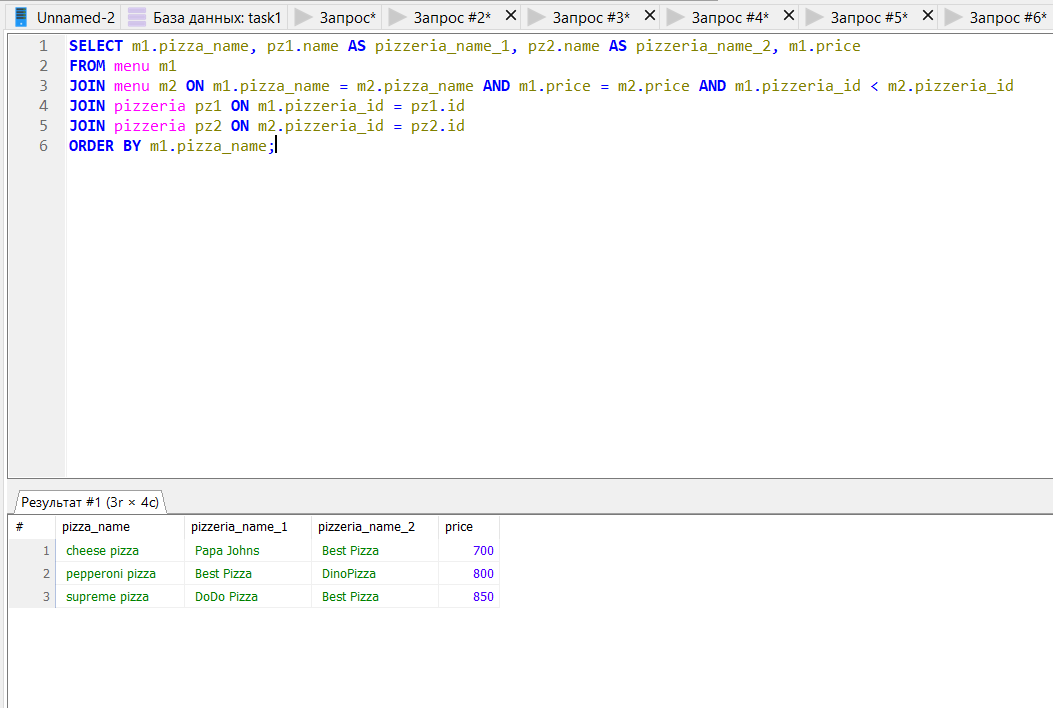 Unnamed-2 База данных: task1 Запрос* Запрос #2* Запрос #3* Запрос #4* Запрос #5* Запрос #6*
1 SELECT m1.pizza_name, pz1.name AS pizzeria_name_1, pz2.name AS pizzeria_name_2, m1.price
2 FROM menu m1
3 JOIN menu m2 ON m1.pizza_name = m2.pizza_name AND m1.price = m2.price AND m1.pizzeria_id < m2.pizzeria_id
4 JOIN pizzeria pz1 ON m1.pizzeria_id = pz1.id
5 JOIN pizzeria pz2 ON m2.pizzeria_id = pz2.id
6 ORDER BY m1.pizza_name;
Результат #1 (3r × 4c)
# pizza_name pizzeria_name_1 pizzeria_name_2 price
1 cheese pizza Papa Johns Best Pizza 700
2 pepperoni pizza Best Pizza DinoPizza 800
3 supreme pizza DoDo Pizza Best Pizza 850